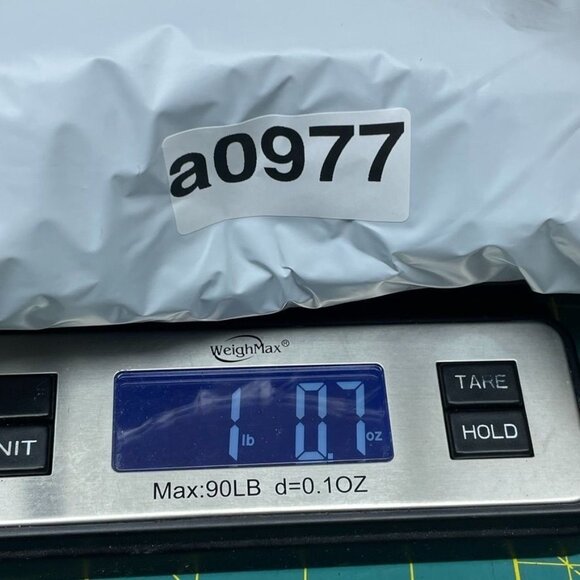 a0977
WeighMax®
TARE
1 lb 0.7 oz
NIT
HOLD
Max:90LB d=0.1OZ